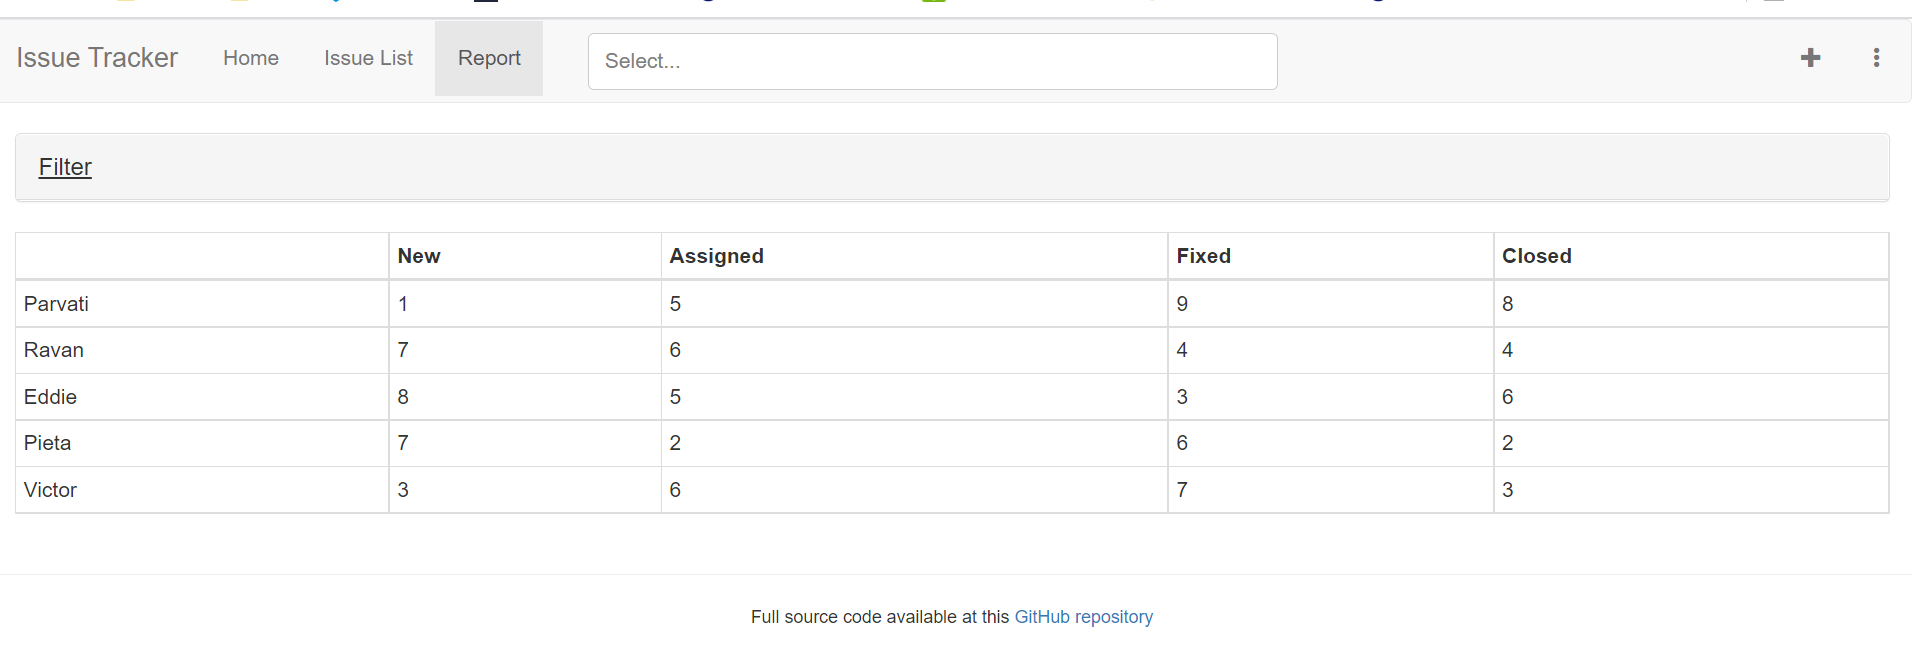 Issue Tracker Home Issue List Report Select...
Filter
New Assigned Fixed Closed
Parvati 1 5 9 8
Ravan 7 6 4 4
Eddie 8 5 3 6
Pieta 7 2 6 2
Victor 3 6 7 3
Full source code available at this GitHub repository